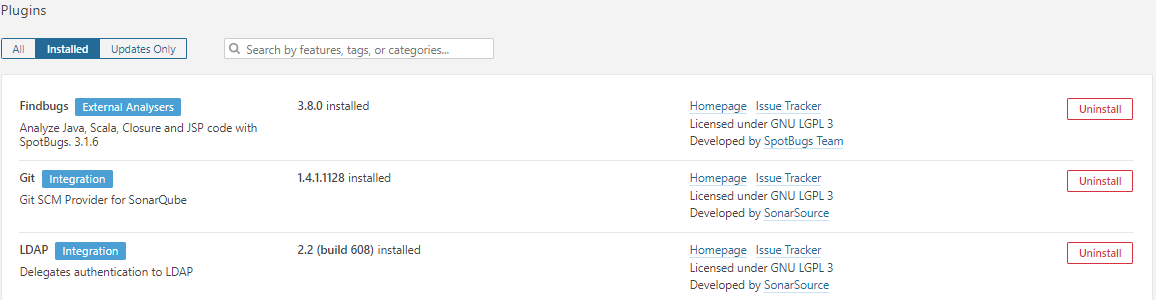 Plugins
All Installed Updates Only Search by features, tags, or categories...
Findbugs External Analysers 3.8.0 installed Homepage Issue Tracker Uninstall
Analyze Java, Scala, Closure and JSP code with Licensed under GNU LGPL 3
SpotBugs. 3.1.6 Developed by SpotBugs Team
Git Integration 1.4.1.1128 installed Homepage Issue Tracker Uninstall
Git SCM Provider for SonarQube Licensed under GNU LGPL 3
Developed by SonarSource
LDAP Integration 2.2 (build 608) installed Homepage Issue Tracker Uninstall
Delegates authentication to LDAP Licensed under GNU LGPL 3
Developed by SonarSource